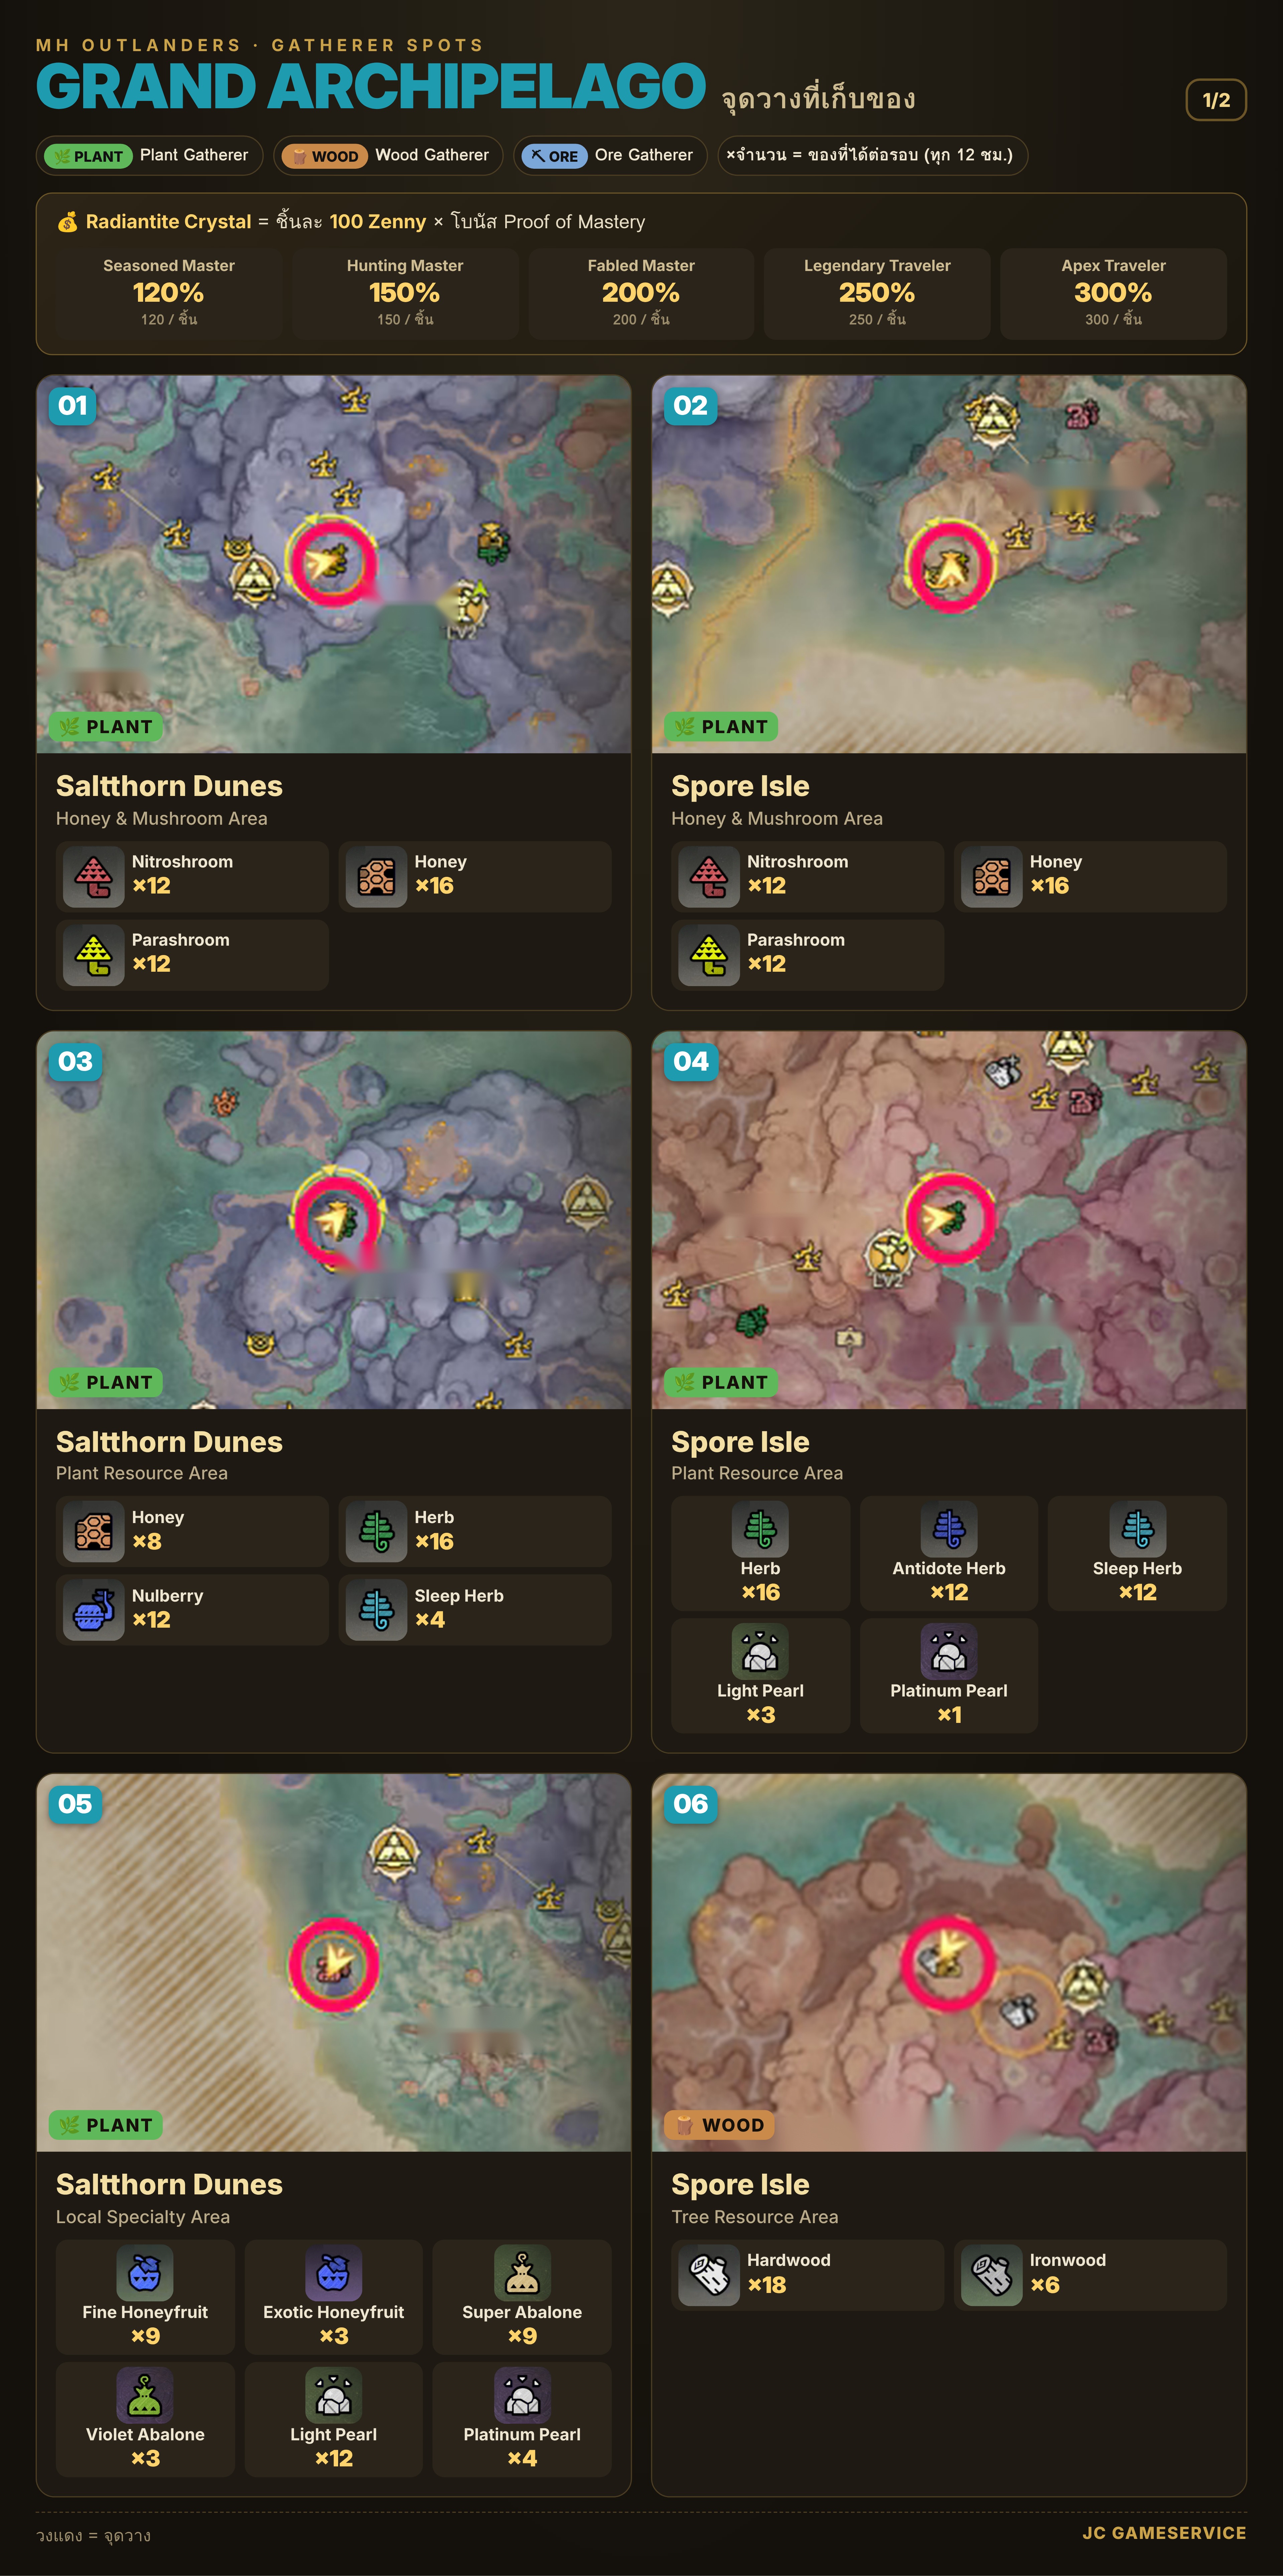 MH OUTLANDERS · GATHERER SPOTS
GRAND ARCHIPELAGO จุดวางที่เก็บของ
1/2
PLANT Plant Gatherer
WOOD Wood Gatherer
ORE Ore Gatherer
×จำนวน = ของที่ได้ต่อรอบ (ทุก 12 ชม.)
Radiantite Crystal = ชิ้นละ 100 Zenny × โบนัส Proof of Mastery
Seasoned Master
120%
120 / ชิ้น
Hunting Master
150%
150 / ชิ้น
Fabled Master
200%
200 / ชิ้น
Legendary Traveler
250%
250 / ชิ้น
Apex Traveler
300%
300 / ชิ้น
01
LV2
PLANT
Saltthorn Dunes
Honey & Mushroom Area
Nitroshroom
×12
Honey
×16
Parashroom
×12
02
PLANT
Spore Isle
Honey & Mushroom Area
Nitroshroom
×12
Honey
×16
Parashroom
×12
03
PLANT
Saltthorn Dunes
Plant Resource Area
Honey
×8
Herb
×16
Nulberry
×12
Sleep Herb
×4
04
LV2
PLANT
Spore Isle
Plant Resource Area
Herb
×16
Antidote Herb
×12
Sleep Herb
×12
Light Pearl
×3
Platinum Pearl
×1
05
PLANT
Saltthorn Dunes
Local Specialty Area
Fine Honeyfruit
×9
Exotic Honeyfruit
×3
Super Abalone
×9
Violet Abalone
×3
Light Pearl
×12
Platinum Pearl
×4
06
WOOD
Spore Isle
Tree Resource Area
Hardwood
×18
Ironwood
×6
วงแดง = จุดวาง
JC GAMESERVICE